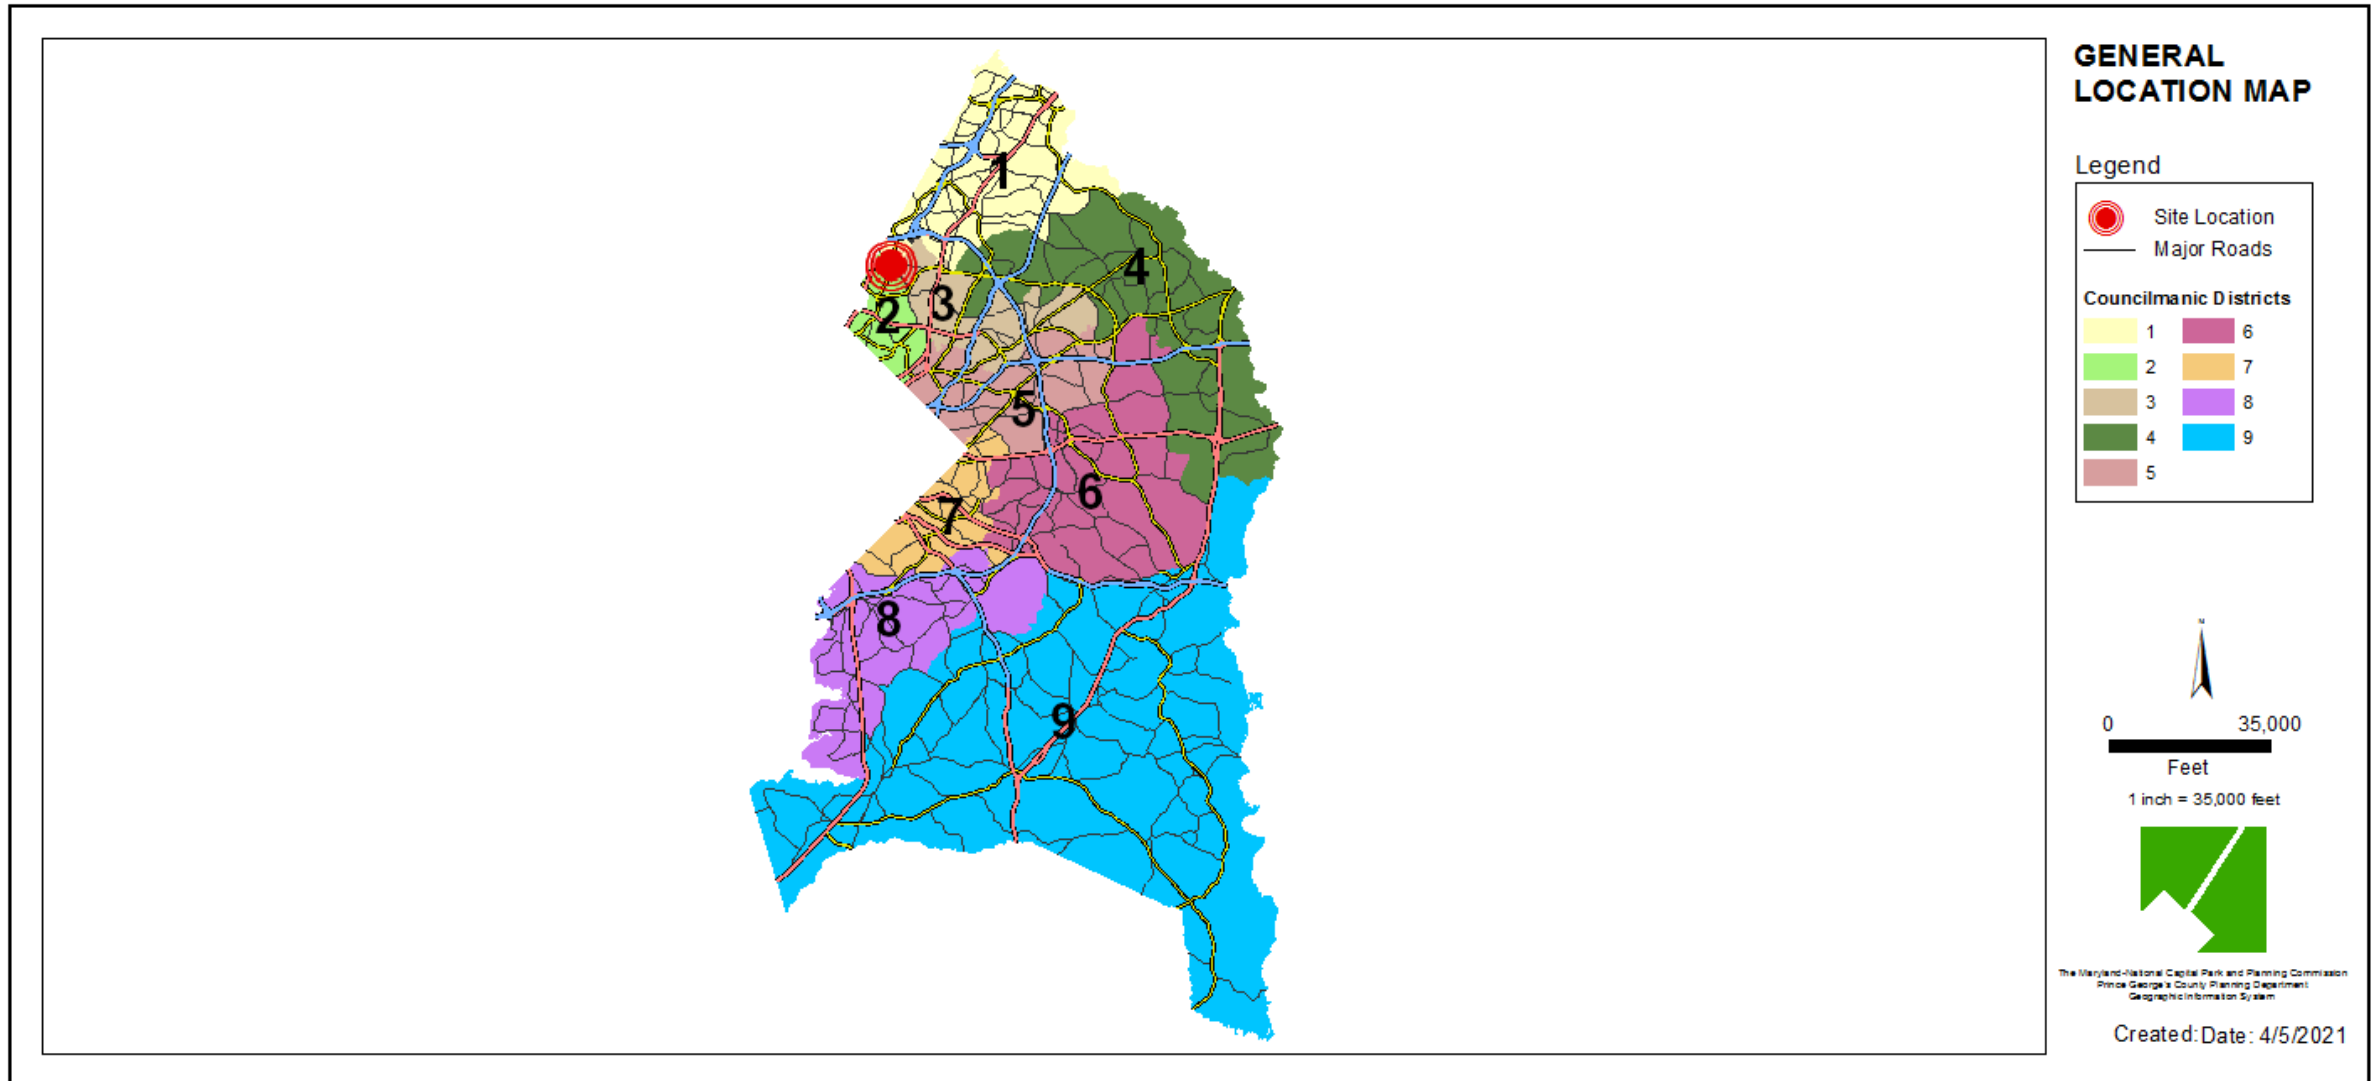 GENERAL
LOCATION MAP
Legend
Site Location
Major Roads
Councilmanic Districts
1 6
2 7
3 8
4 9
5
1
4
3
2
5
6
7
8
9
N
0 35,000
Feet
1 inch = 35,000 feet
The Maryland-National Capital Park and Planning Commission
Prince George's County Planning Department
Geographic Information System
Created: Date: 4/5/2021